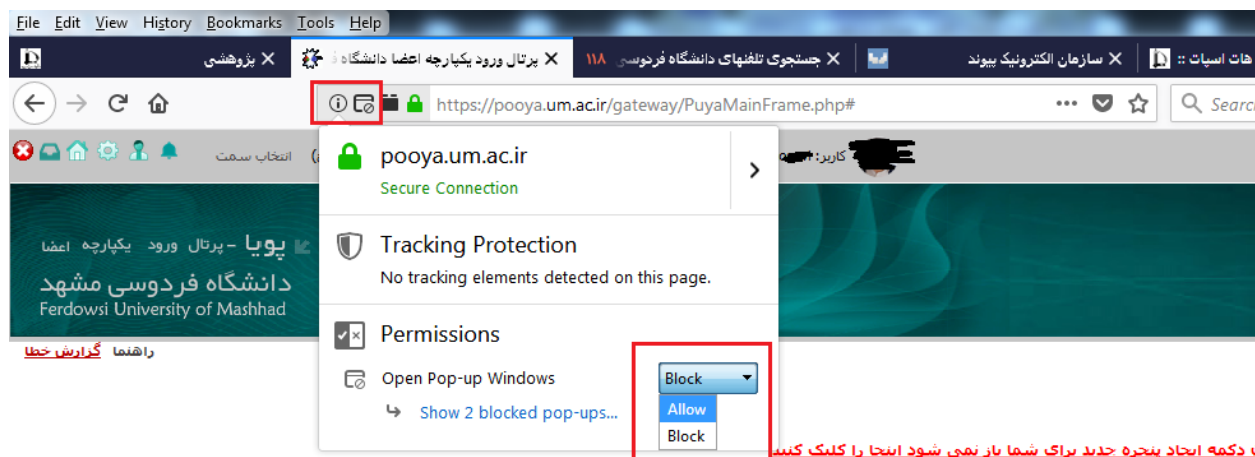 File Edit View History Bookmarks Tools Help
پژوهشی
پرتال ورود یکپارچه اعضا دانشگاه
جستجوی تلفنهای دانشگاه فردوسی ۱۱۸
سازمان الکترونیک پیوند
هات اسپات ::
https://pooya.um.ac.ir/gateway/PuyaMainFrame.php#
Search
کاربر:
انتخاب سمت
pooya.um.ac.ir
Secure Connection
Tracking Protection
No tracking elements detected on this page.
پویا - پرتال ورود یکپارچه اعضا
دانشگاه فردوسی مشهد
Ferdowsi University of Mashhad
Permissions
راهنما گزارش خطا
Open Pop-up Windows Block
Show 2 blocked pop-ups... Allow
Block
دکمه ایجاد پنجره جدید برای شما باز نمی شود اینجا را کلیک کنید